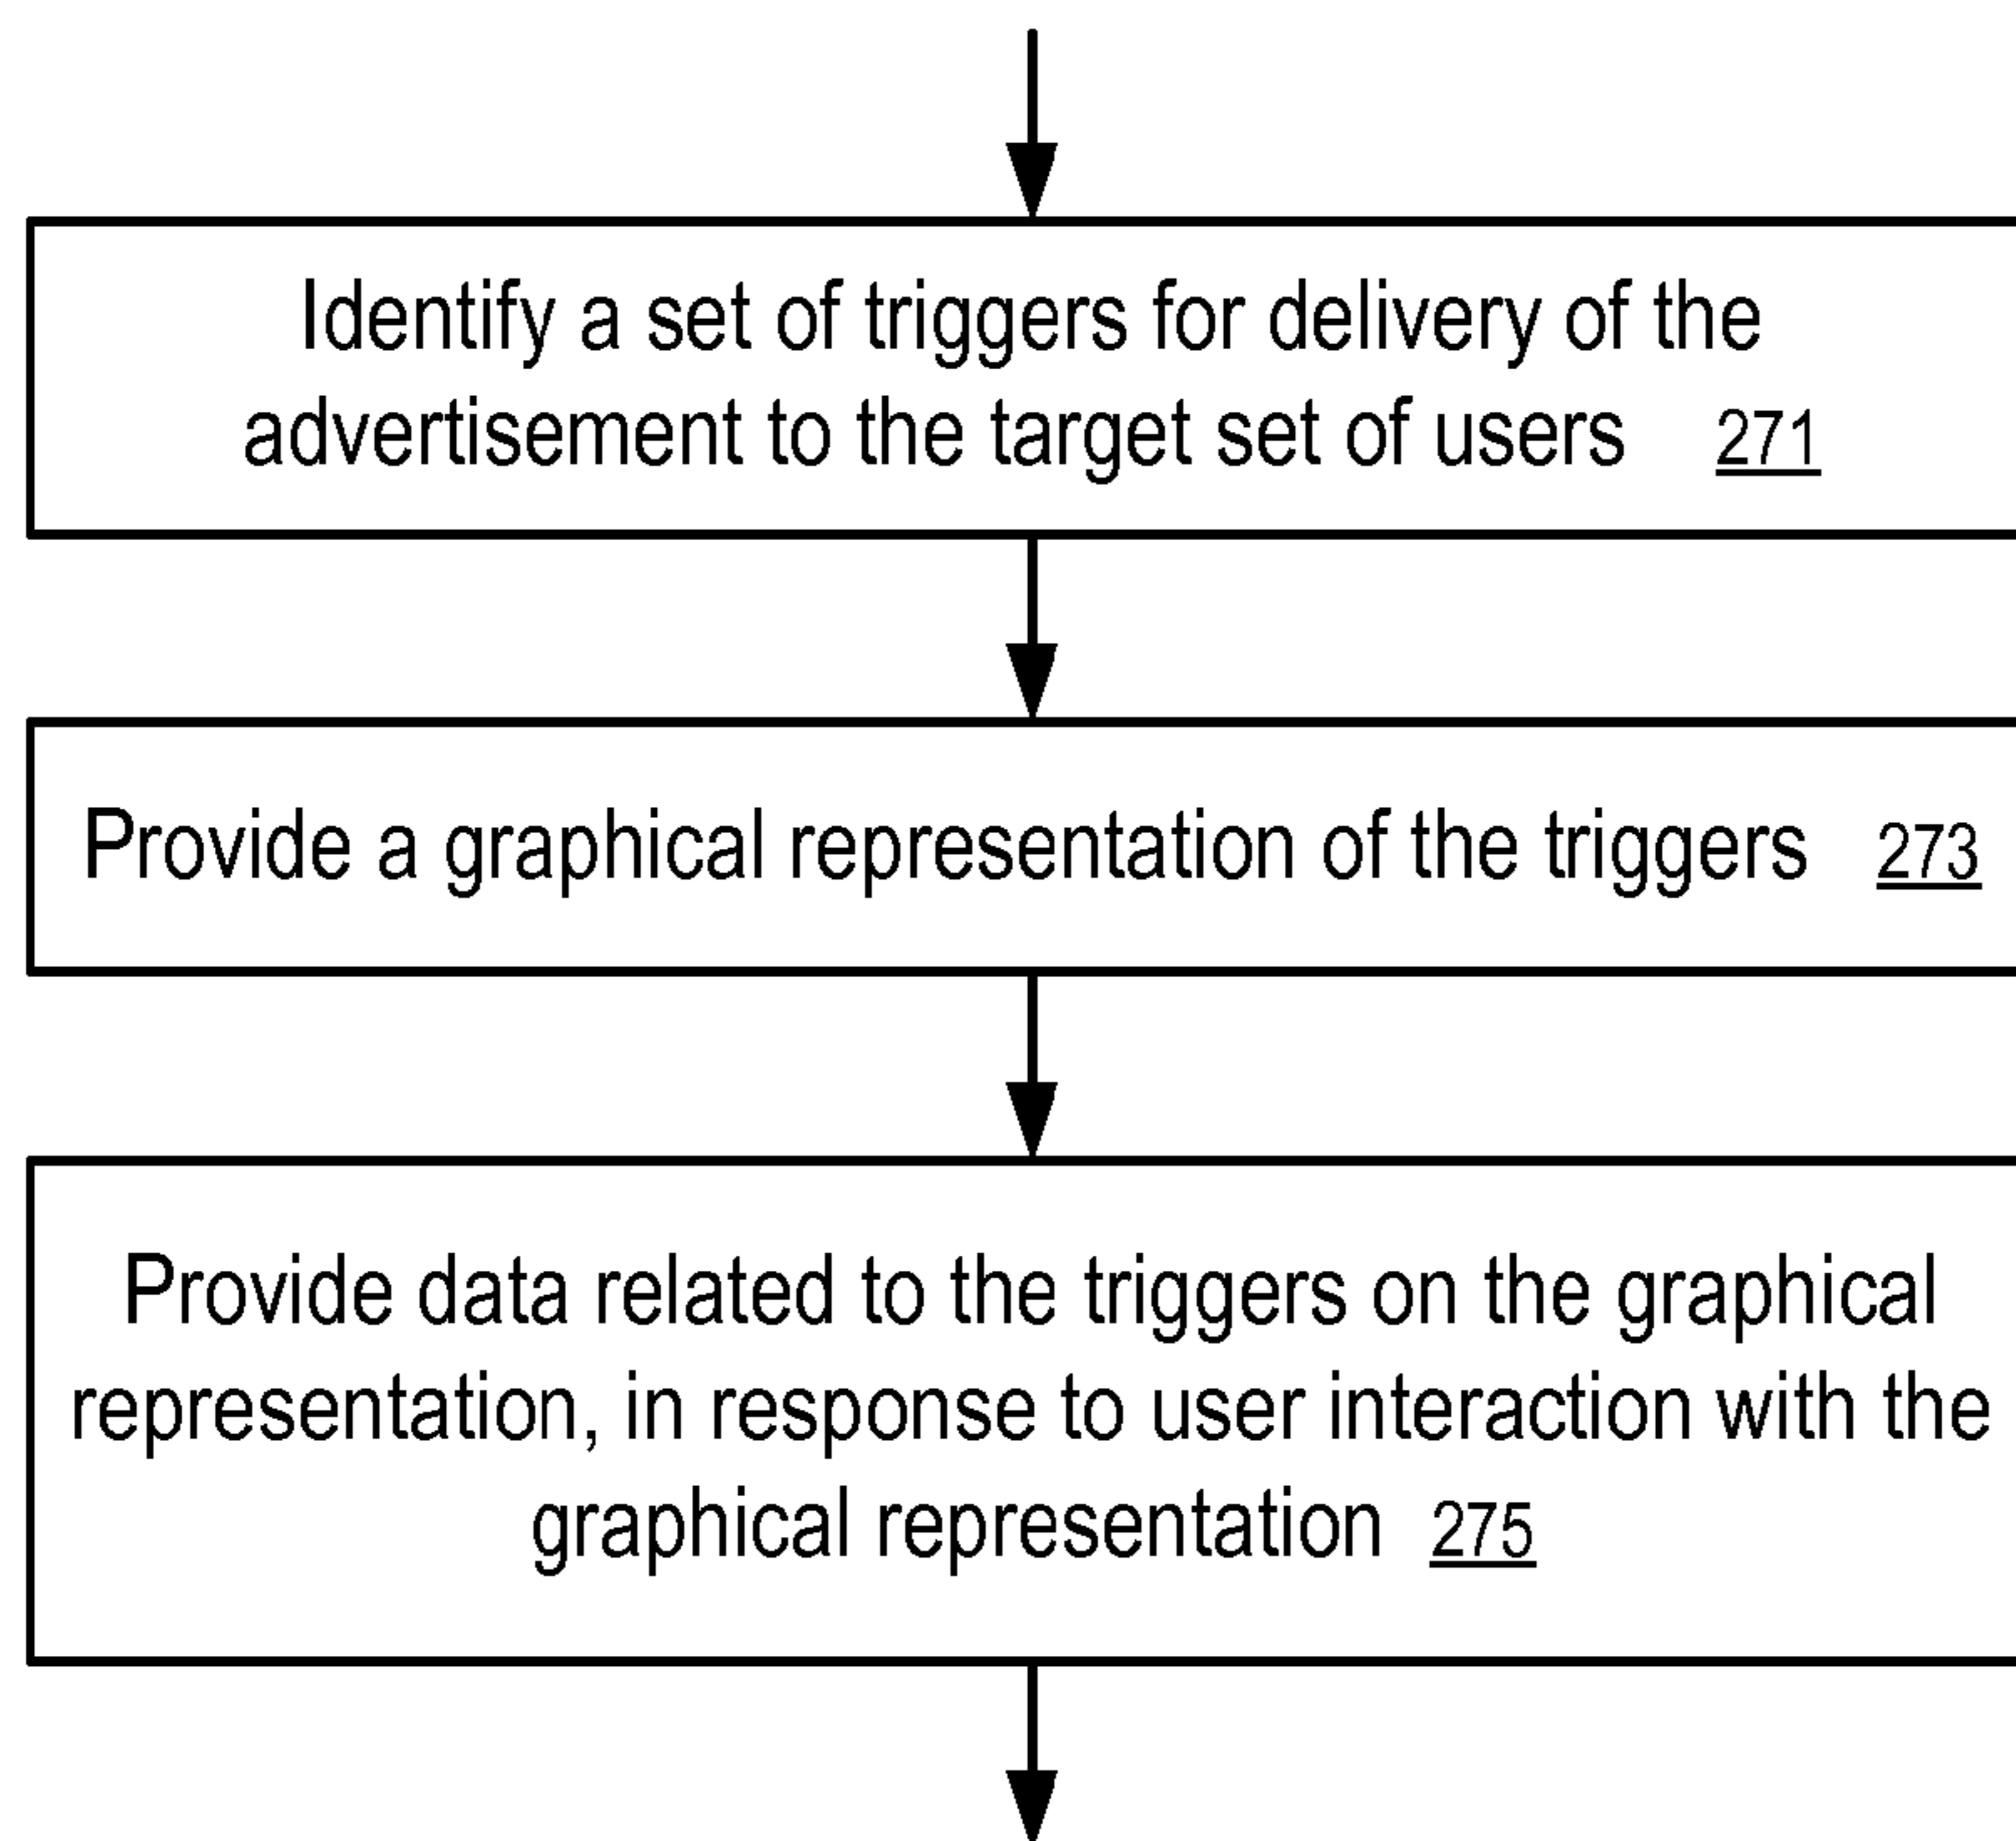 Identify a set of triggers for delivery of the
advertisement to the target set of users 271
Provide a graphical representation of the triggers 273
Provide data related to the triggers on the graphical
representation, in response to user interaction with the
graphical representation 275